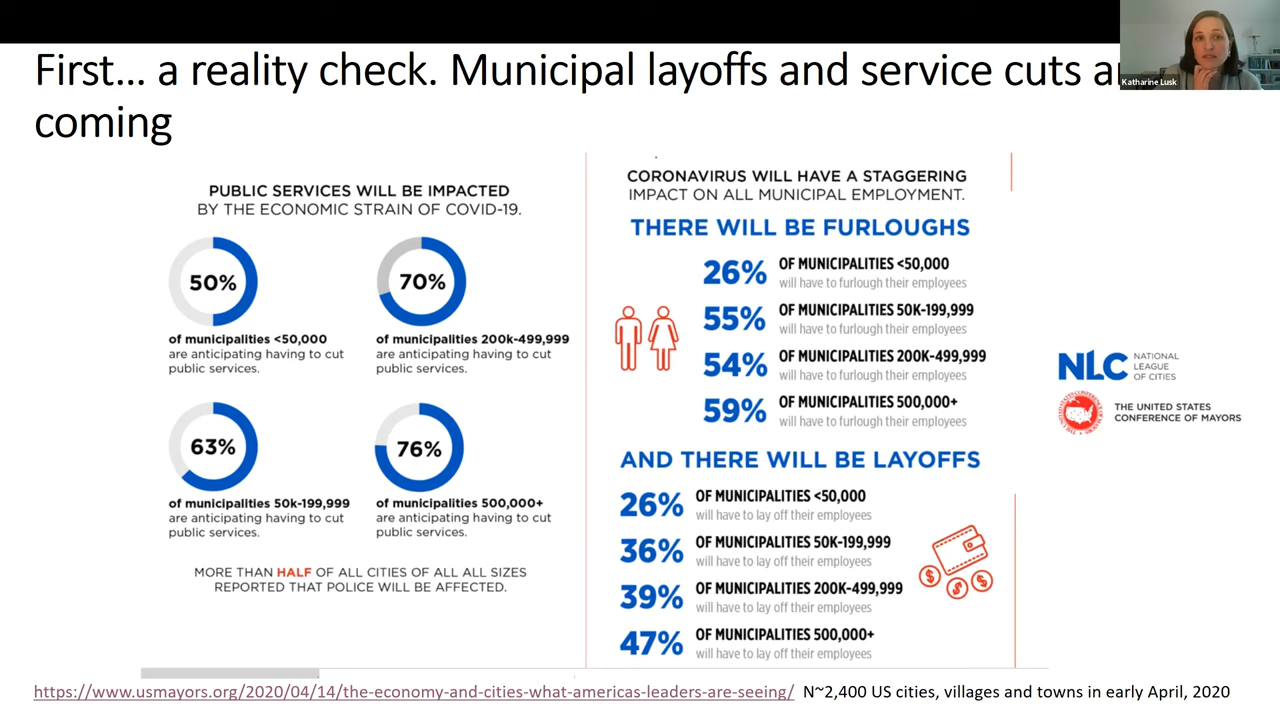 First... a reality check. Municipal layoffs and service cuts
coming
Katharine Lusk
PUBLIC SERVICES WILL BE IMPACTED
BY THE ECONOMIC STRAIN OF COVID-19.
50%
of municipalities <50,000
are anticipating having to cut
public services.
70%
of municipalities 200k-499,999
are anticipating having to cut
public services.
63%
of municipalities 50k-199,999
are anticipating having to cut
public services.
76%
of municipalities 500,000+
are anticipating having to cut
public services.
MORE THAN HALF OF ALL CITIES OF ALL ALL SIZES
REPORTED THAT POLICE WILL BE AFFECTED.
CORONAVIRUS WILL HAVE A STAGGERING
IMPACT ON ALL MUNICIPAL EMPLOYMENT.
THERE WILL BE FURLOUGHS
26% OF MUNICIPALITIES <50,000
will have to furlough their employees
55% OF MUNICIPALITIES 50K-199,999
will have to furlough their employees
54% OF MUNICIPALITIES 200K-499,999
will have to furlough their employees
59% OF MUNICIPALITIES 500,000+
will have to furlough their employees
AND THERE WILL BE LAYOFFS
26% OF MUNICIPALITIES <50,000
will have to lay off their employees
36% OF MUNICIPALITIES 50K-199,999
will have to lay off their employees
39% OF MUNICIPALITIES 200K-499,999
will have to lay off their employees
47% OF MUNICIPALITIES 500,000+
will have to lay off their employees
NLC NATIONAL
LEAGUE
OF CITIES
THE UNITED STATES
CONFERENCE OF MAYORS
https://www.usmayors.org/2020/04/14/the-economy-and-cities-what-americas-leaders-are-seeing/ N~2,400 US cities, villages and towns in early April, 2020